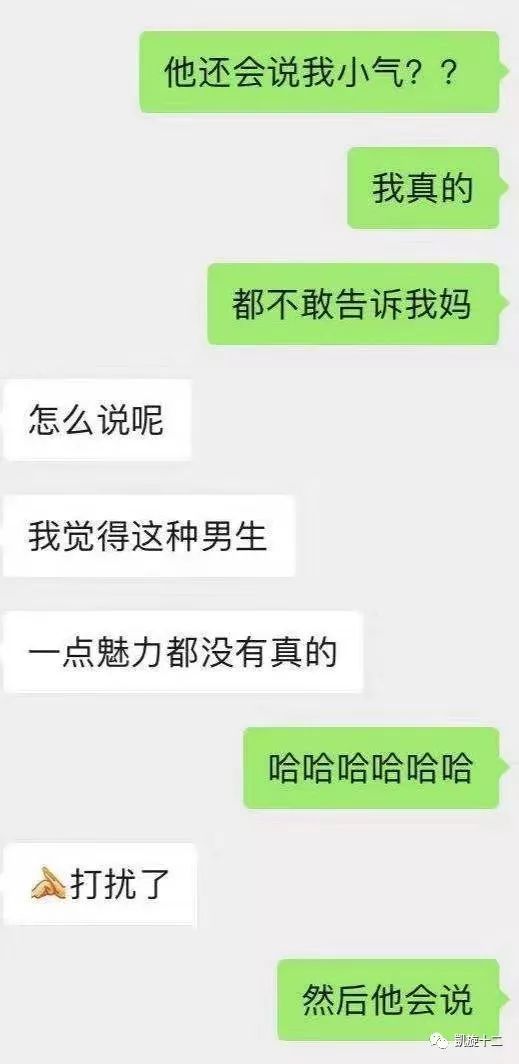 他还会说我小气？？
我真的
都不敢告诉我妈
怎么说呢
我觉得这种男生
一点魅力都没有真的
哈哈哈哈哈哈
打扰了
然后他会说
凯旋十二